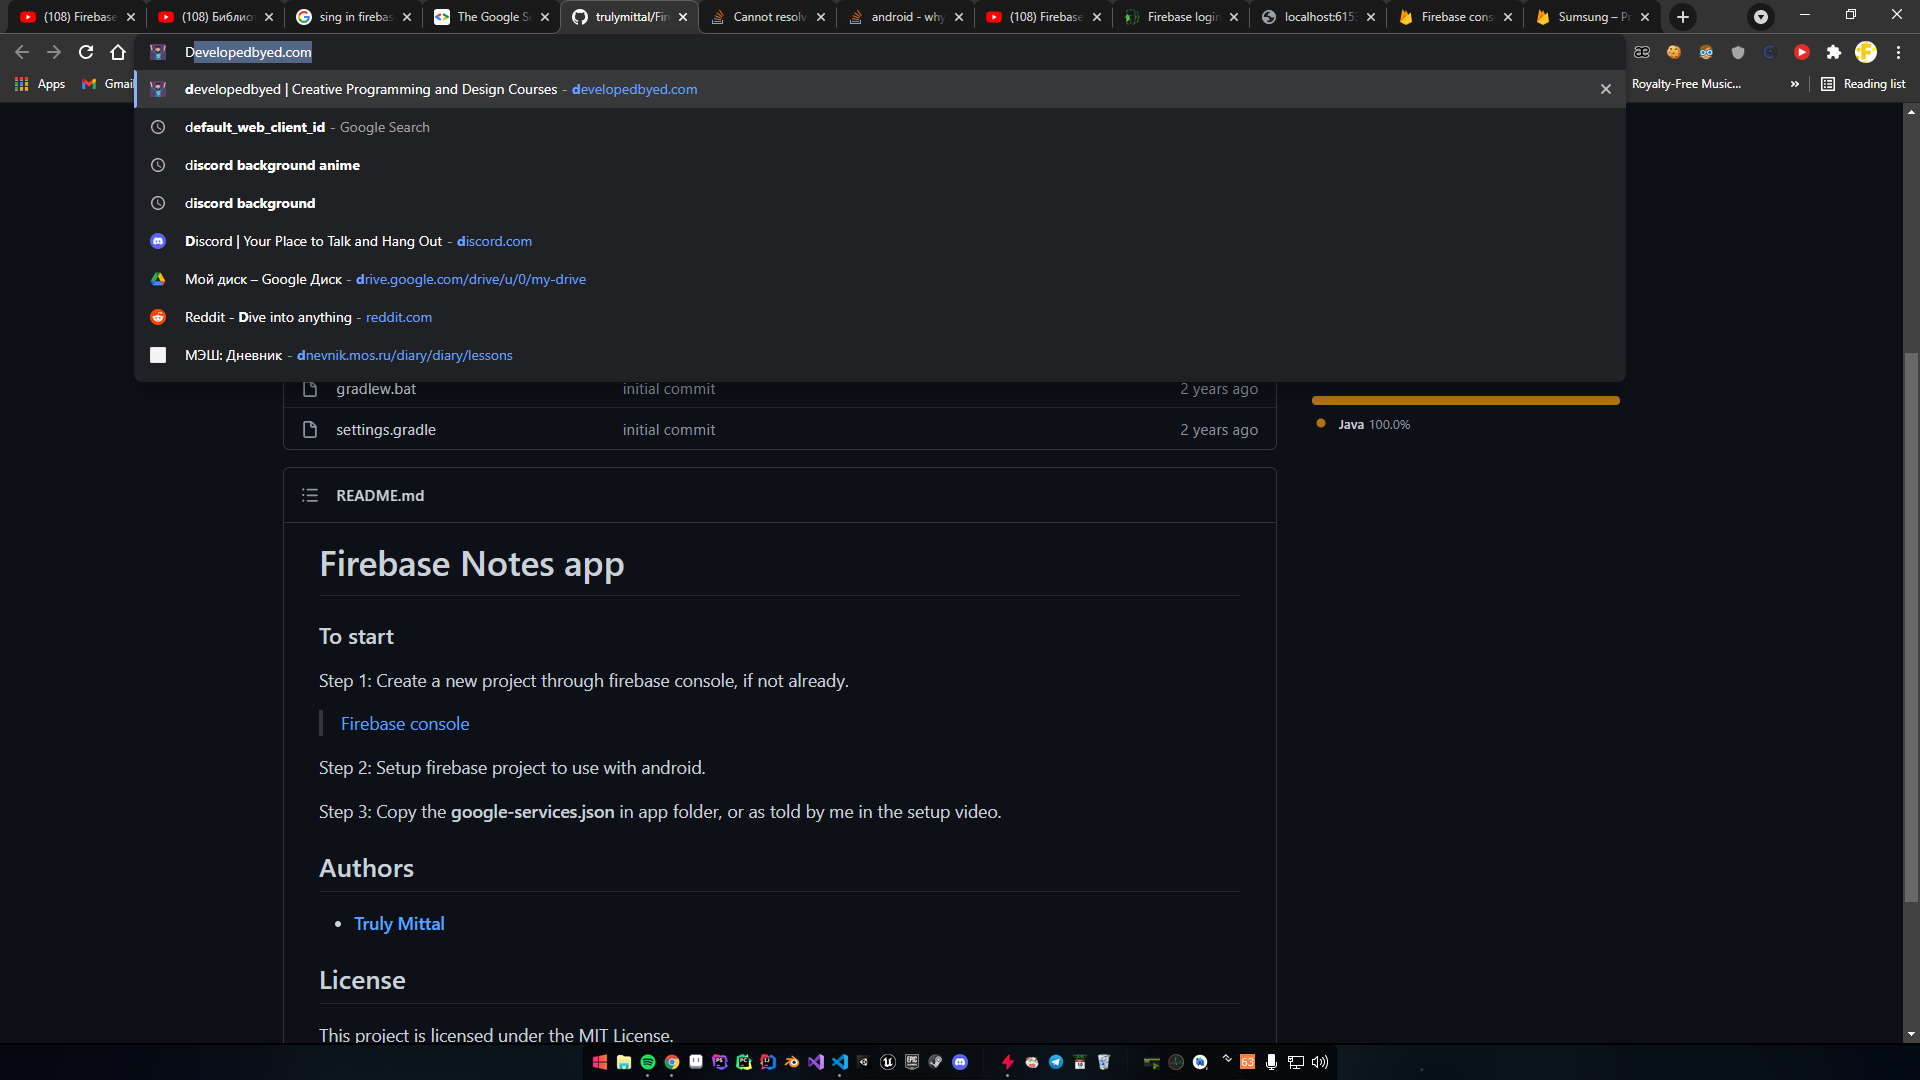 (108) Firebase
(108) Библио
sing in firebas
The Google S
trulymittal/Fir
Cannot resolv
android - why
(108) Firebase
Firebase login
localhost:6153
Firebase cons
Sumsung – Pr
Developedbyed.com
Apps
Gmai
Royalty-Free Music...
»
Reading list
developedbyed | Creative Programming and Design Courses - developedbyed.com
default_web_client_id - Google Search
discord background anime
discord background
Discord | Your Place to Talk and Hang Out - discord.com
Мой диск – Google Диск - drive.google.com/drive/u/0/my-drive
Reddit - Dive into anything - reddit.com
МЭШ: Дневник - dnevnik.mos.ru/diary/diary/lessons
gradlew.bat initial commit 2 years ago
settings.gradle initial commit 2 years ago
Java 100.0%
README.md
Firebase Notes app
To start
Step 1: Create a new project through firebase console, if not already.
Firebase console
Step 2: Setup firebase project to use with android.
Step 3: Copy the google-services.json in app folder, or as told by me in the setup video.
Authors
• Truly Mittal
License
This project is licensed under the MIT License.
63